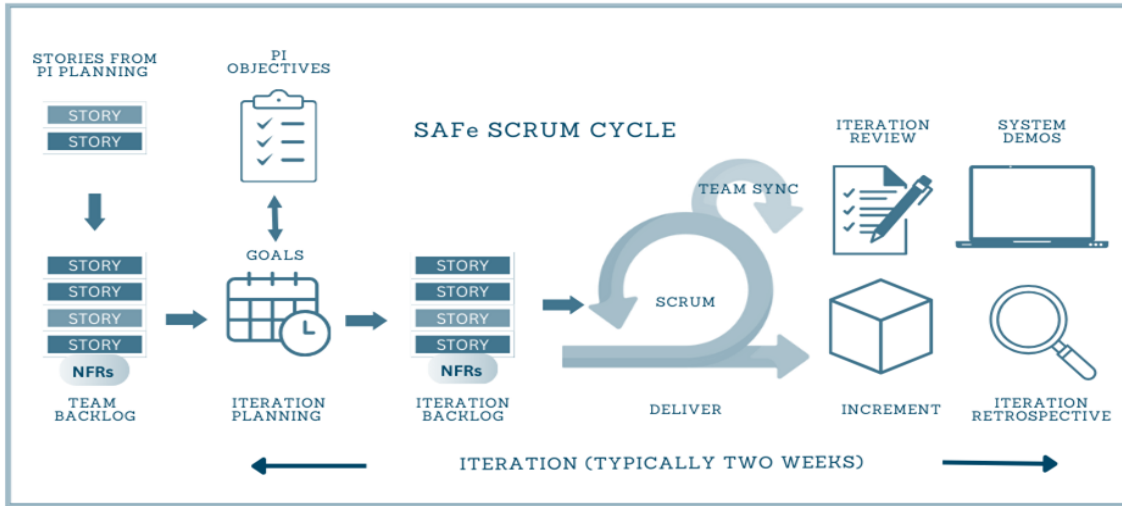 STORIES FROM
PI PLANNING
STORY
STORY
PI
OBJECTIVES
SAFe SCRUM CYCLE
ITERATION
REVIEW
SYSTEM
DEMOS
TEAM SYNC
GOALS
STORY
STORY
STORY
STORY
NFRs
TEAM
BACKLOG
ITERATION
PLANNING
STORY
STORY
STORY
STORY
NFRs
ITERATION
BACKLOG
SCRUM
DELIVER
INCREMENT
ITERATION
RETROSPECTIVE
ITERATION (TYPICALLY TWO WEEKS)